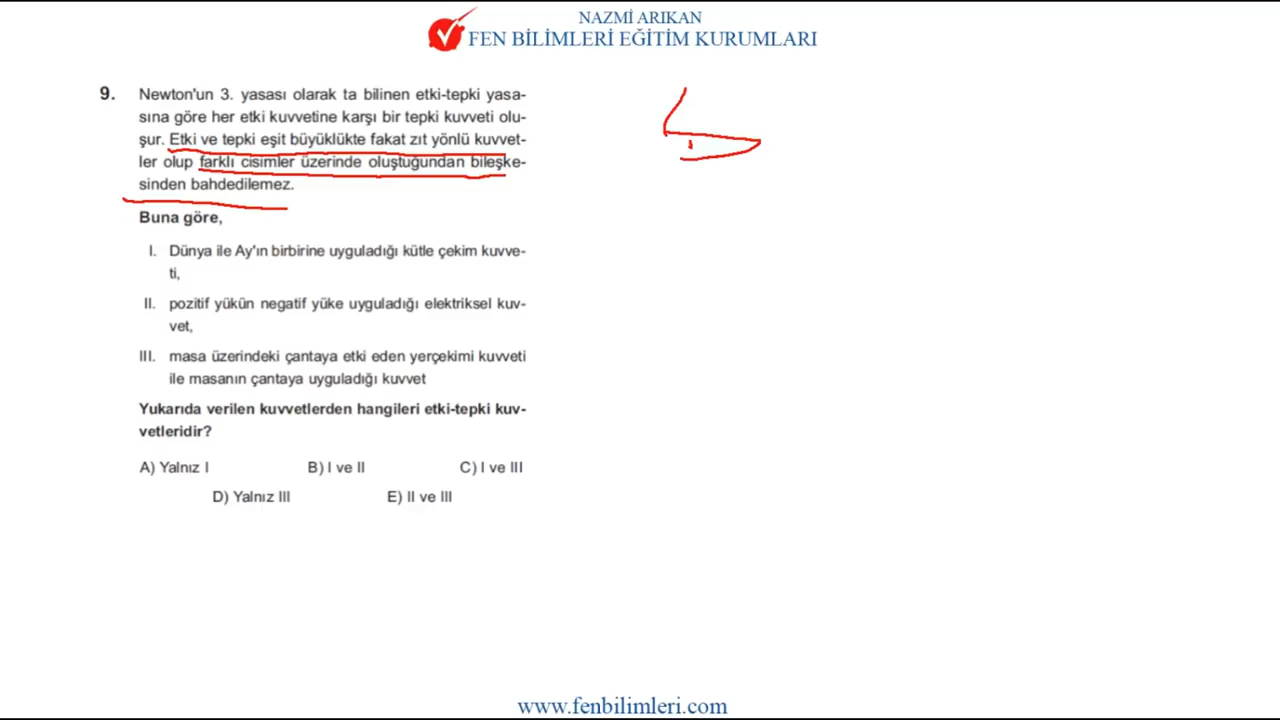 NAZMİ ARIKAN
FEN BİLİMLERİ EĞİTİM KURUMLARI
9. Newton'un 3. yasası olarak ta bilinen etki-tepki yasa-
sına göre her etki kuvvetine karşı bir tepki kuvveti olu-
şur. Etki ve tepki eşit büyüklükte fakat zıt yönlü kuvvet-
ler olup farklı cisimler üzerinde oluştuğundan bileşke-
sinden bahdedilemez.
Buna göre,
I. Dünya ile Ay'ın birbirine uyguladığı kütle çekim kuvve-
ti,
II. pozitif yükün negatif yüke uyguladığı elektriksel kuv-
vet,
III. masa üzerindeki çantaya etki eden yerçekimi kuvveti
ile masanın çantaya uyguladığı kuvvet
Yukarıda verilen kuvvetlerden hangileri etki-tepki kuv-
vetleridir?
A) Yalnız I B) I ve II C) I ve III
D) Yalnız III E) II ve III
www.fenbilimleri.com